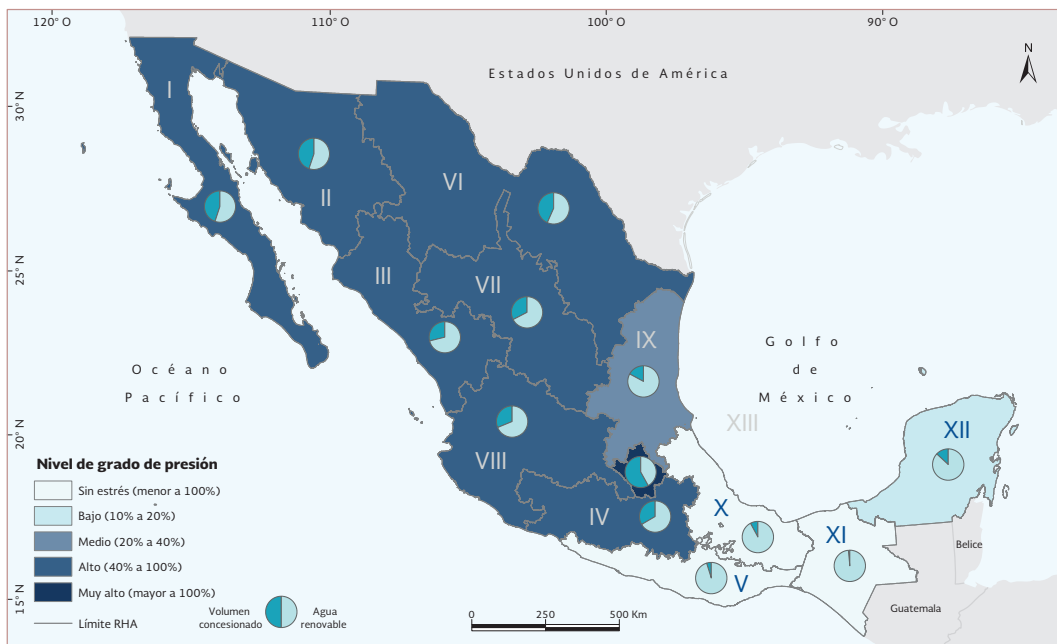 120° O
110° O
100° O
90° O
N
Estados Unidos de América
30° N
25° N
20° N
15° N
I
II
VI
III
VII
IX
Golfo
de
México
Océano
Pacífico
XIII
XII
VIII
IV
X
XI
V
Belice
Guatemala
Nivel de grado de presión
Sin estrés (menor a 100%)
Bajo (10% a 20%)
Medio (20% a 40%)
Alto (40% a 100%)
Muy alto (mayor a 100%)
Límite RHA
Volumen
concesionado
Agua
renovable
0 250 500 Km